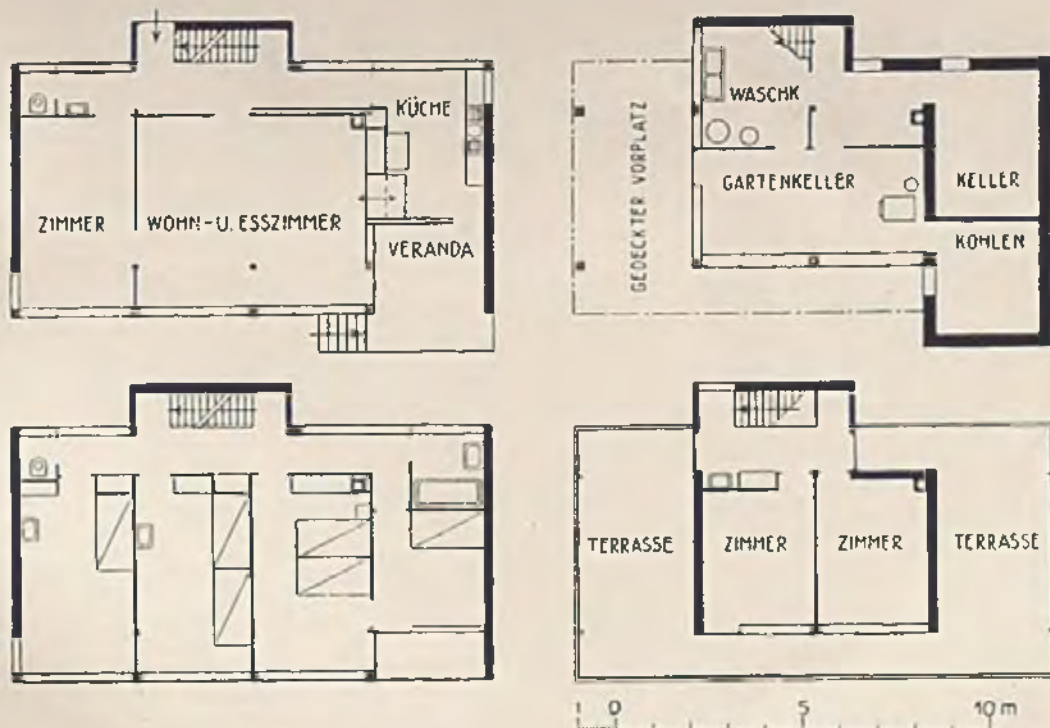 KÜCHE
ZIMMER
WOHN-U. ESSZIMMER
VERANDA
GEDECKTER VORPLATZ
WASCHK
GARTENKELLER
KELLER
KOHLEN
TERRASSE
ZIMMER
ZIMMER
TERRASSE
1 0 5 10 m